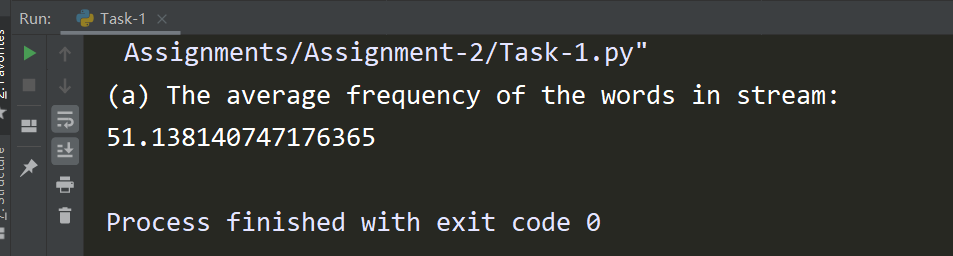 Run: Task-1
Assignments/Assignment-2/Task-1.py"
(a) The average frequency of the words in stream:
51.138140747176365
Process finished with exit code 0
2: Favorites
7: Structure